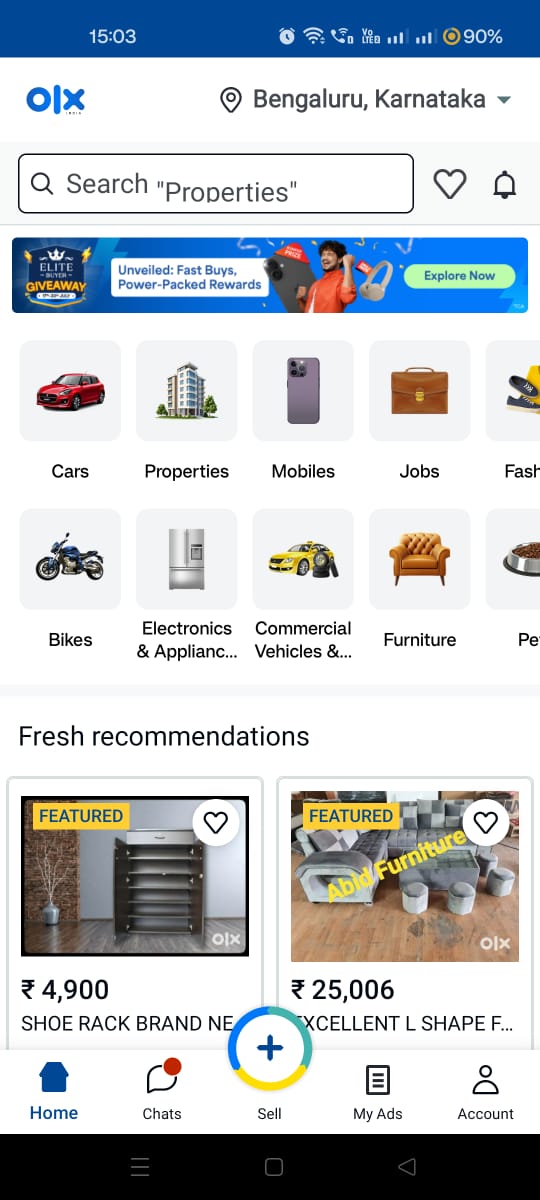 15:03
VoLTE2
90%
olx
INDIA
Bengaluru, Karnataka
Search "Properties"
ELITE
BUYER
GIVEAWAY
Unveiled: Fast Buys,
Power-Packed Rewards
Explore Now
Cars
Properties
Mobiles
Jobs
Fash
Bikes
Electronics
& Applianc...
Commercial
Vehicles &...
Furniture
Pe
Fresh recommendations
FEATURED
olx
₹ 4,900
SHOE RACK BRAND NE
FEATURED
Abid Furniture
olx
₹ 25,006
EXCELLENT L SHAPE F...
Home
Chats
Sell
My Ads
Account